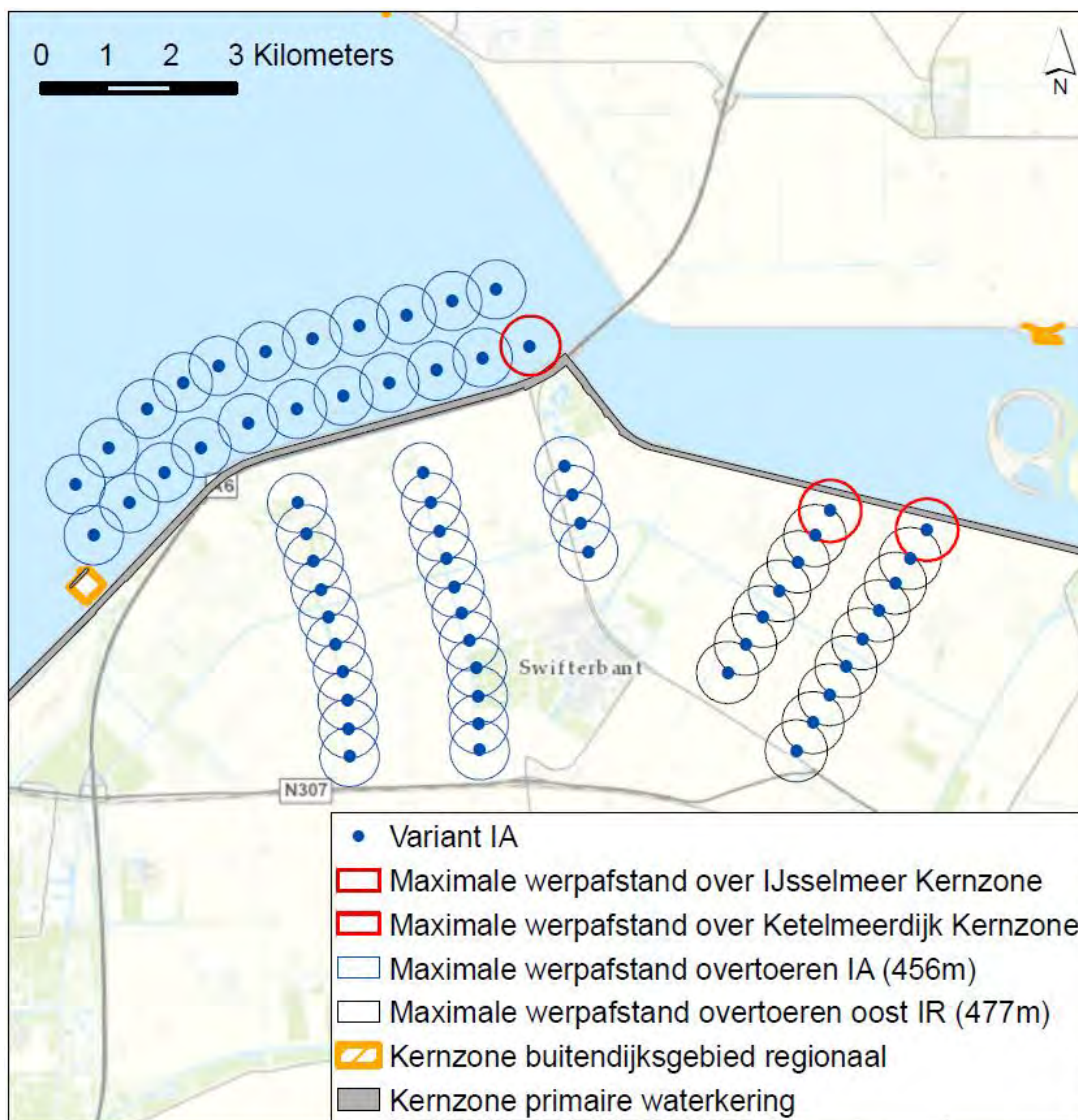 0 1 2 3 Kilometers
N
A6
Swifterbant
N307
Variant IA
Maximale werpafstand over IJsselmeer Kernzone
Maximale werpafstand over Ketelmeerdijk Kernzone
Maximale werpafstand overtoeren IA (456m)
Maximale werpafstand overtoeren oost IR (477m)
Kernzone buitendijksgebied regionaal
Kernzone primaire waterkering